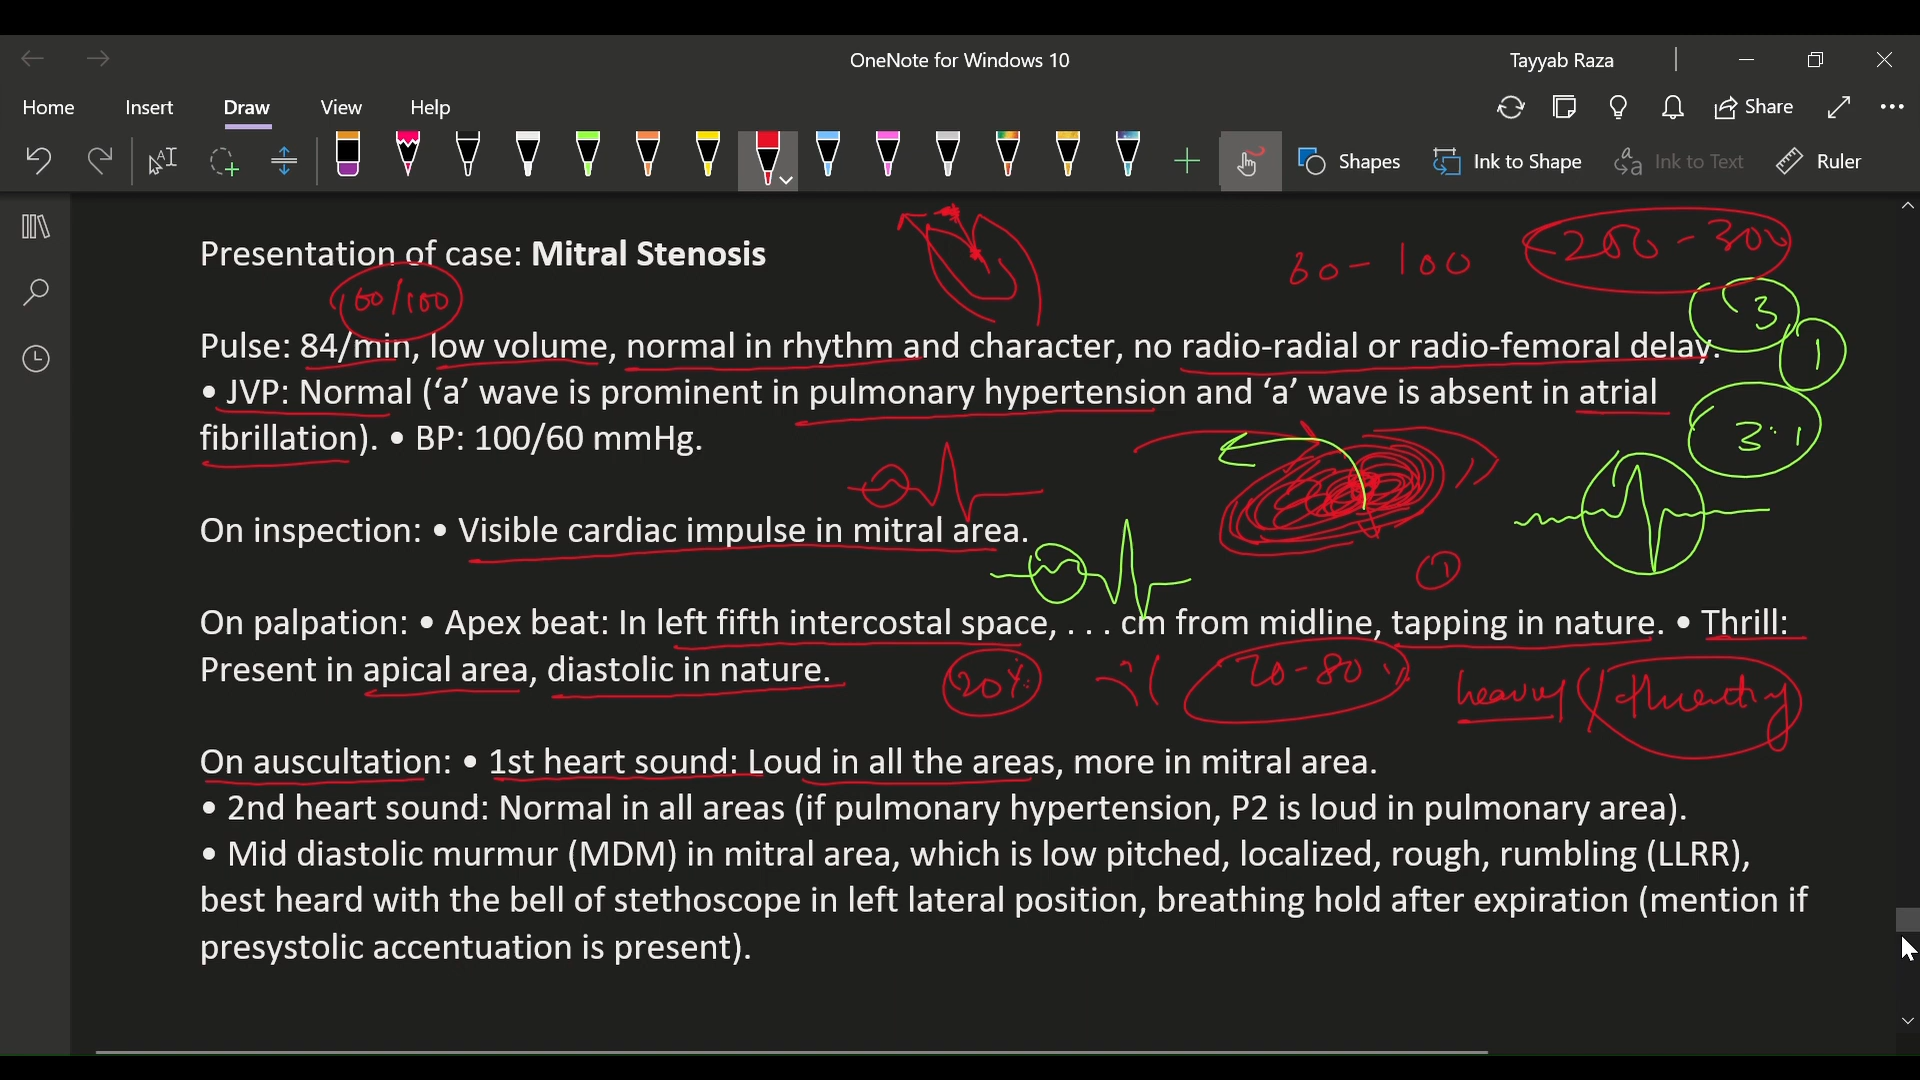 OneNote for Windows 10
Tayyab Raza
Home Insert Draw View Help
Share
Shapes Ink to Shape Ink to Text Ruler
Presentation of case: Mitral Stenosis
60 - 100
250 - 300
60/100
3
Pulse: 84/min, low volume, normal in rhythm and character, no radio-radial or radio-femoral delay.
1
• JVP: Normal (‘a’ wave is prominent in pulmonary hypertension and ‘a’ wave is absent in atrial
fibrillation). • BP: 100/60 mmHg.
3:1
On inspection: • Visible cardiac impulse in mitral area.
1
On palpation: • Apex beat: In left fifth intercostal space, . . . cm from midline, tapping in nature. • Thrill:
Present in apical area, diastolic in nature.
20%
70-80%
heaving
On auscultation: • 1st heart sound: Loud in all the areas, more in mitral area.
• 2nd heart sound: Normal in all areas (if pulmonary hypertension, P2 is loud in pulmonary area).
• Mid diastolic murmur (MDM) in mitral area, which is low pitched, localized, rough, rumbling (LLRR),
best heard with the bell of stethoscope in left lateral position, breathing hold after expiration (mention if
presystolic accentuation is present).